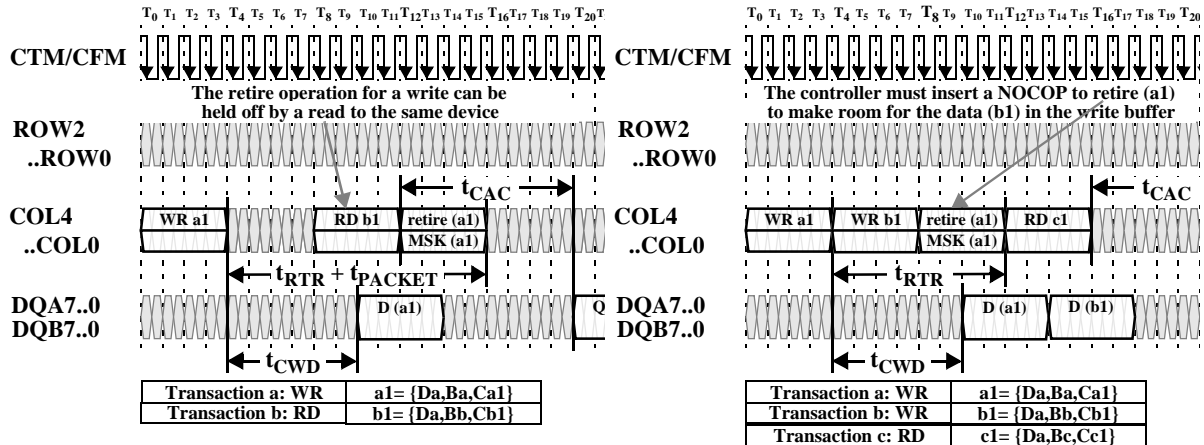 T0 T1 T2 T3 T4 T5 T6 T7 T8 T9 T10 T11 T12 T13 T14 T15 T16 T17 T18 T19 T20
CTM/CFM
The retire operation for a write can be
held off by a read to the same device
ROW2
..ROW0
tCAC
COL4
..COL0
WR a1 RD b1 retire (a1)
MSK (a1)
tRTR + tPACKET
DQA7..0
DQB7..0
D (a1) Q
tCWD
Transaction a: WR a1= {Da,Ba,Ca1}
Transaction b: RD b1= {Da,Bb,Cb1}
T0 T1 T2 T3 T4 T5 T6 T7 T8 T9 T10 T11 T12 T13 T14 T15 T16 T17 T18 T19 T20
CTM/CFM
The controller must insert a NOCOP to retire (a1)
to make room for the data (b1) in the write buffer
ROW2
..ROW0
tCAC
COL4
..COL0
WR a1 WR b1 retire (a1) RD c1
MSK (a1)
tRTR
DQA7..0
DQB7..0
D (a1) D (b1)
tCWD
Transaction a: WR a1= {Da,Ba,Ca1}
Transaction b: WR b1= {Da,Bb,Cb1}
Transaction c: RD c1= {Da,Bc,Cc1}